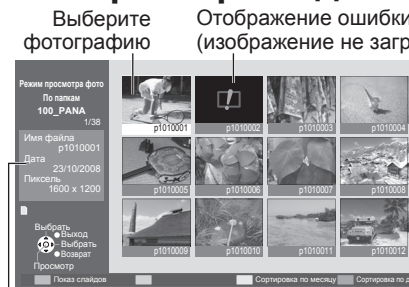 Выберите
фотографию
Отображение ошибки
(изображение не загр
Режим просмотра фото
По папкам
100_PANA
1/38
Имя файла
p1010001
Дата
23/10/2008
Пиксель
1600 x 1200
Выбрать
Выход
Выбрать
Возврат
Просмотр
p1010001
p1010002
p1010003
p1010004
p1010005
p1010006
p1010007
p1010008
p1010009
p1010010
p1010011
p1010012
Показ слайдов
Сортировка по месяцу
Сортировка по д